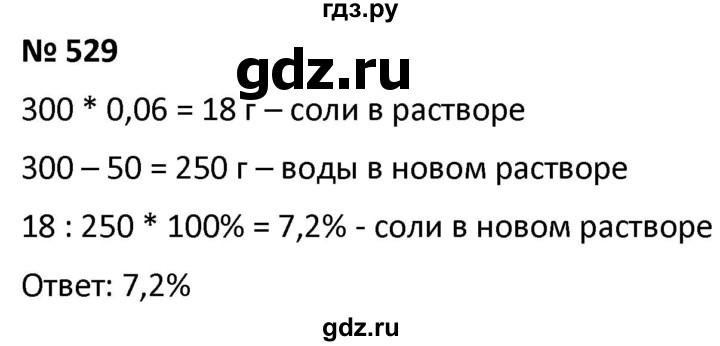 гдз.ру
№ 529
gdz.ru
300 * 0,06 = 18 г – соли в растворе
300 – 50 = 250 г – воды в новом растворе
18 : 250 * 100% = 7,2% - соли в новом растворе
Ответ: 7,2%
gdz.ru